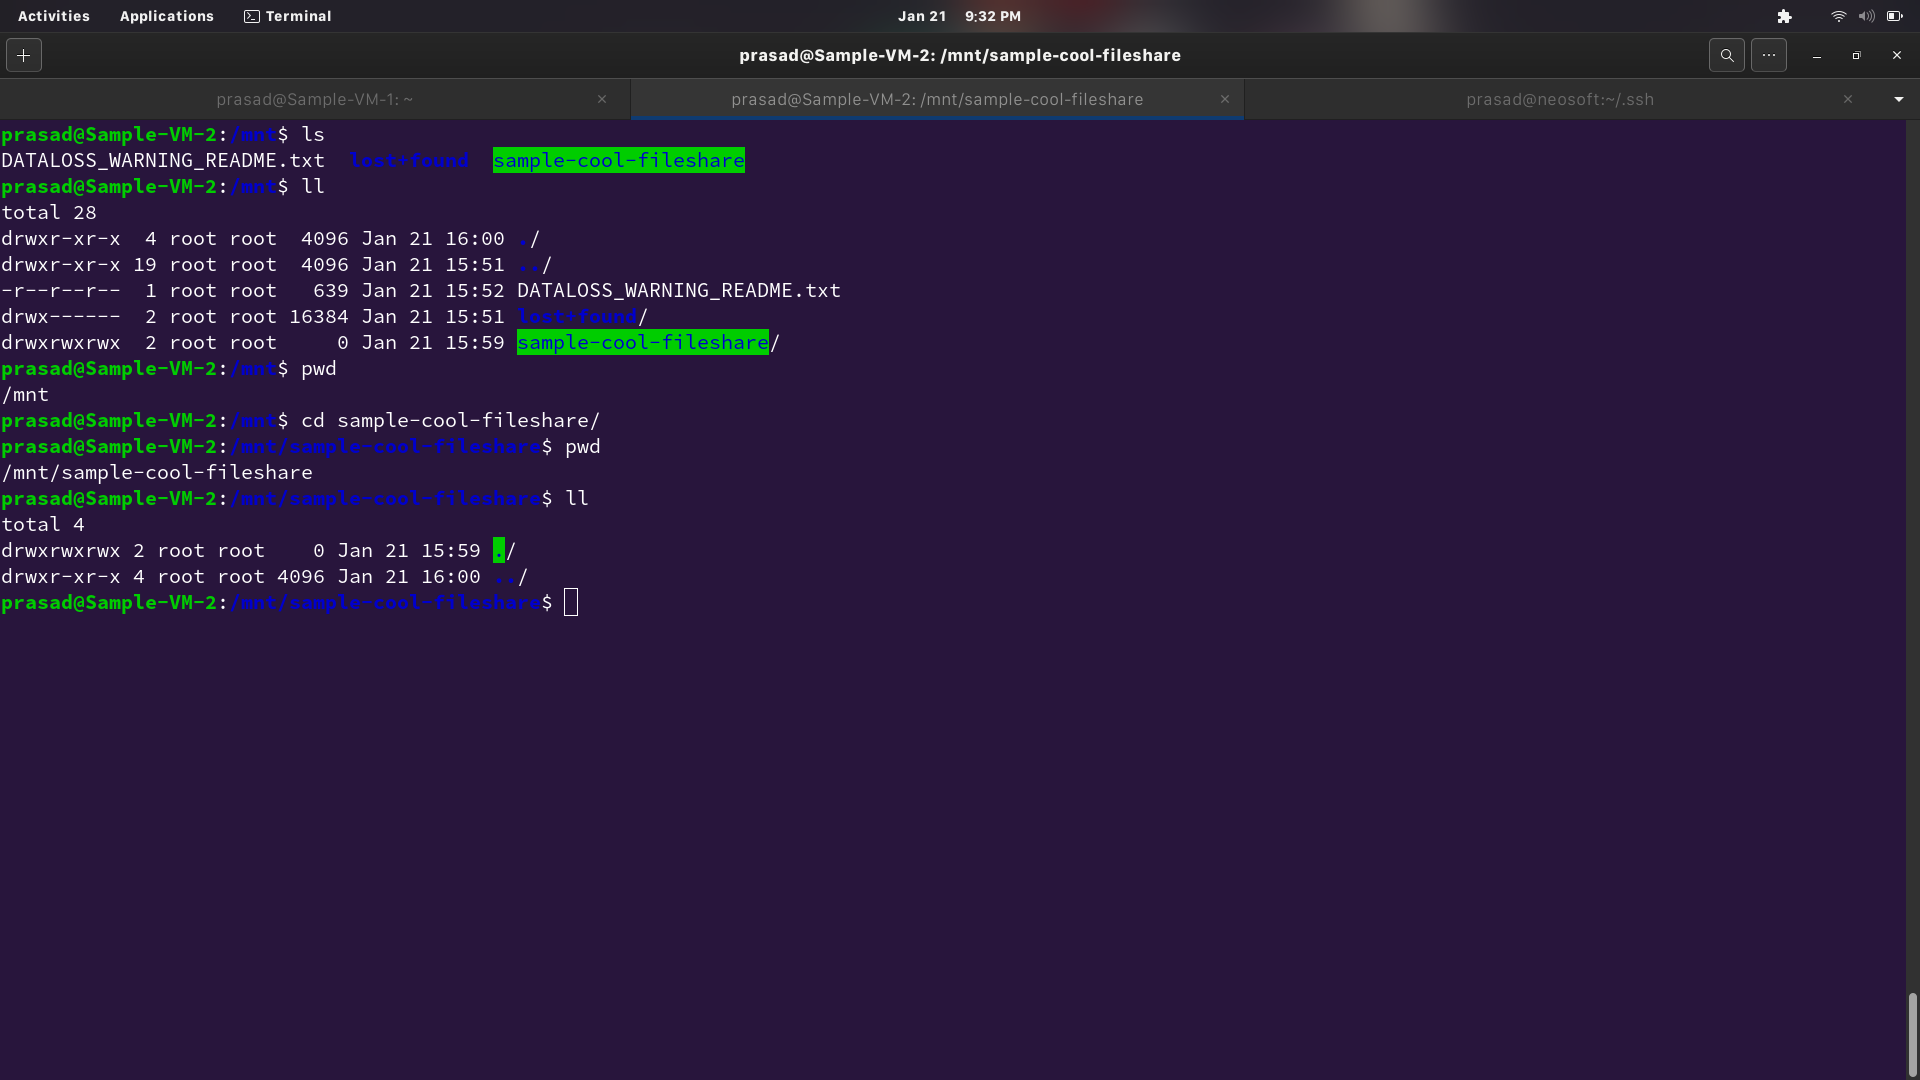 Activities Applications Terminal Jan 21 9:32 PM
prasad@Sample-VM-2: /mnt/sample-cool-fileshare
prasad@Sample-VM-1: ~ prasad@Sample-VM-2: /mnt/sample-cool-fileshare prasad@neosoft:~/.ssh
prasad@Sample-VM-2:/mnt$ ls
DATALOSS_WARNING_README.txt  lost+found  sample-cool-fileshare
prasad@Sample-VM-2:/mnt$ ll
total 28
drwxr-xr-x  4 root root  4096 Jan 21 16:00 ./
drwxr-xr-x 19 root root  4096 Jan 21 15:51 ../
-r--r--r--  1 root root   639 Jan 21 15:52 DATALOSS_WARNING_README.txt
drwx------  2 root root 16384 Jan 21 15:51 lost+found/
drwxrwxrwx  2 root root     0 Jan 21 15:59 sample-cool-fileshare/
prasad@Sample-VM-2:/mnt$ pwd
/mnt
prasad@Sample-VM-2:/mnt$ cd sample-cool-fileshare/
prasad@Sample-VM-2:/mnt/sample-cool-fileshare$ pwd
/mnt/sample-cool-fileshare
prasad@Sample-VM-2:/mnt/sample-cool-fileshare$ ll
total 4
drwxrwxrwx 2 root root    0 Jan 21 15:59 ./
drwxr-xr-x 4 root root 4096 Jan 21 16:00 ../
prasad@Sample-VM-2:/mnt/sample-cool-fileshare$